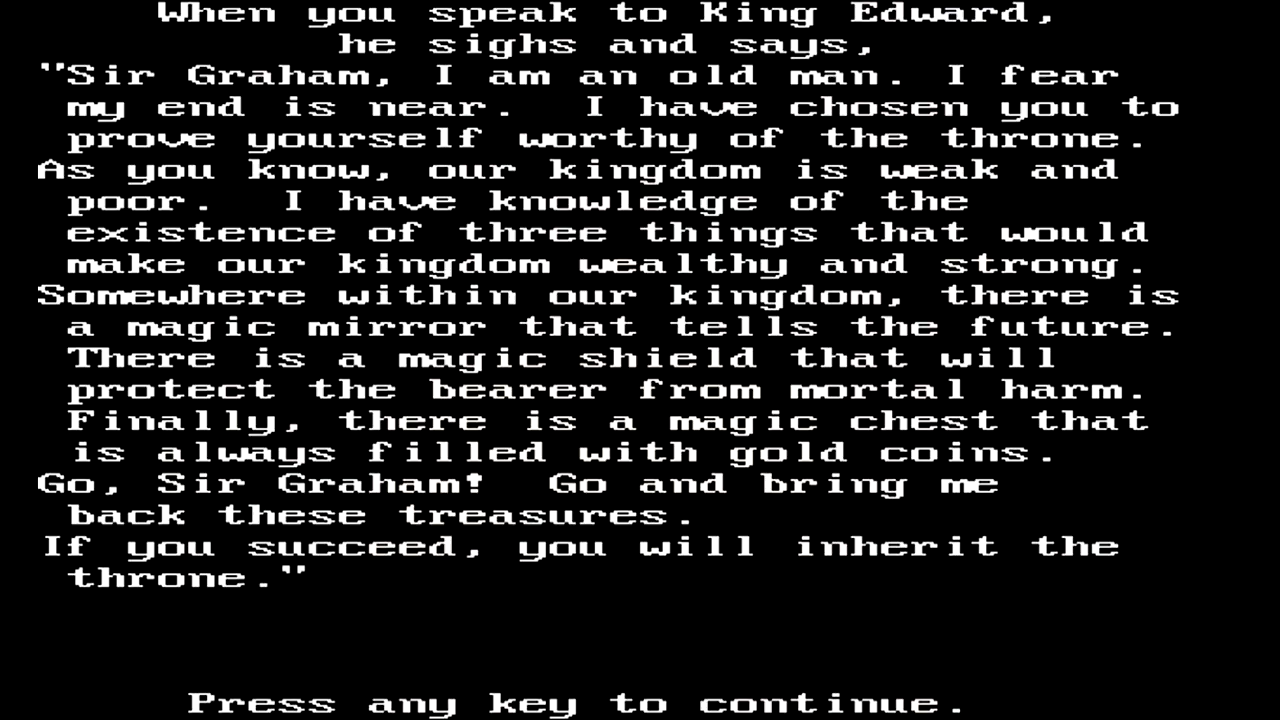 When you speak to King Edward,
he sighs and says,
"Sir Graham, I am an old man. I fear
my end is near.  I have chosen you to
prove yourself worthy of the throne.
As you know, our kingdom is weak and
poor.  I have knowledge of the
existence of three things that would
make our kingdom wealthy and strong.
Somewhere within our kingdom, there is
a magic mirror that tells the future.
There is a magic shield that will
protect the bearer from mortal harm.
Finally, there is a magic chest that
is always filled with gold coins.
Go, Sir Graham!  Go and bring me
back these treasures.
If you succeed, you will inherit the
throne."
Press any key to continue.